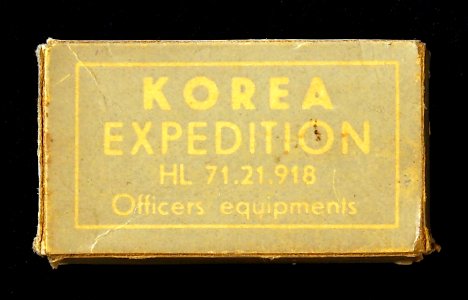 KOREA
EXPEDITION
HL 71.21.918
Officers equipments